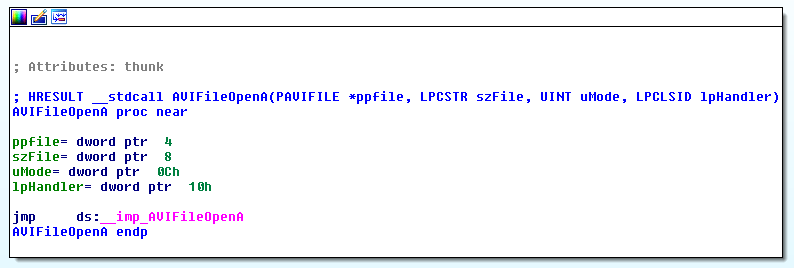 ; Attributes: thunk
; HRESULT __stdcall AVIFileOpenA(PAVIFILE *ppfile, LPCSTR szFile, UINT uMode, LPCLSID lpHandler)
AVIFileOpenA proc near
ppfile= dword ptr  4
szFile= dword ptr  8
uMode= dword ptr  0Ch
lpHandler= dword ptr  10h
jmp     ds:__imp_AVIFileOpenA
AVIFileOpenA endp